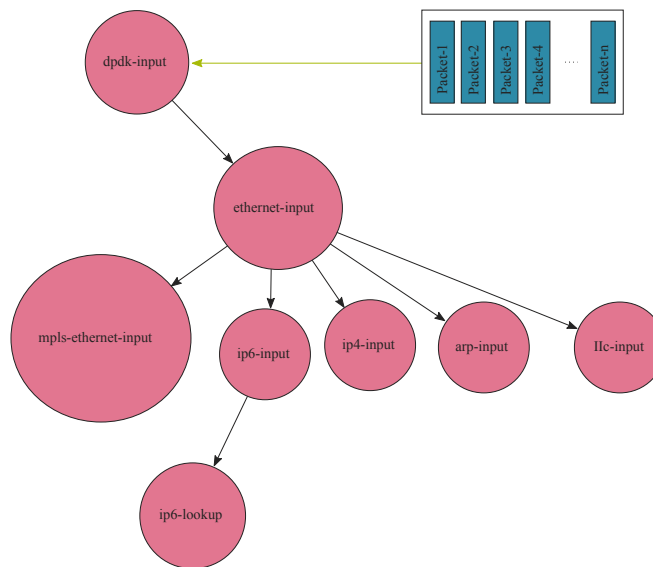 dpdk-input
Packet-1
Packet-2
Packet-3
Packet-4
....
Packet-n
ethernet-input
mpls-ethernet-input
ip6-input
ip4-input
arp-input
IIc-input
ip6-lookup